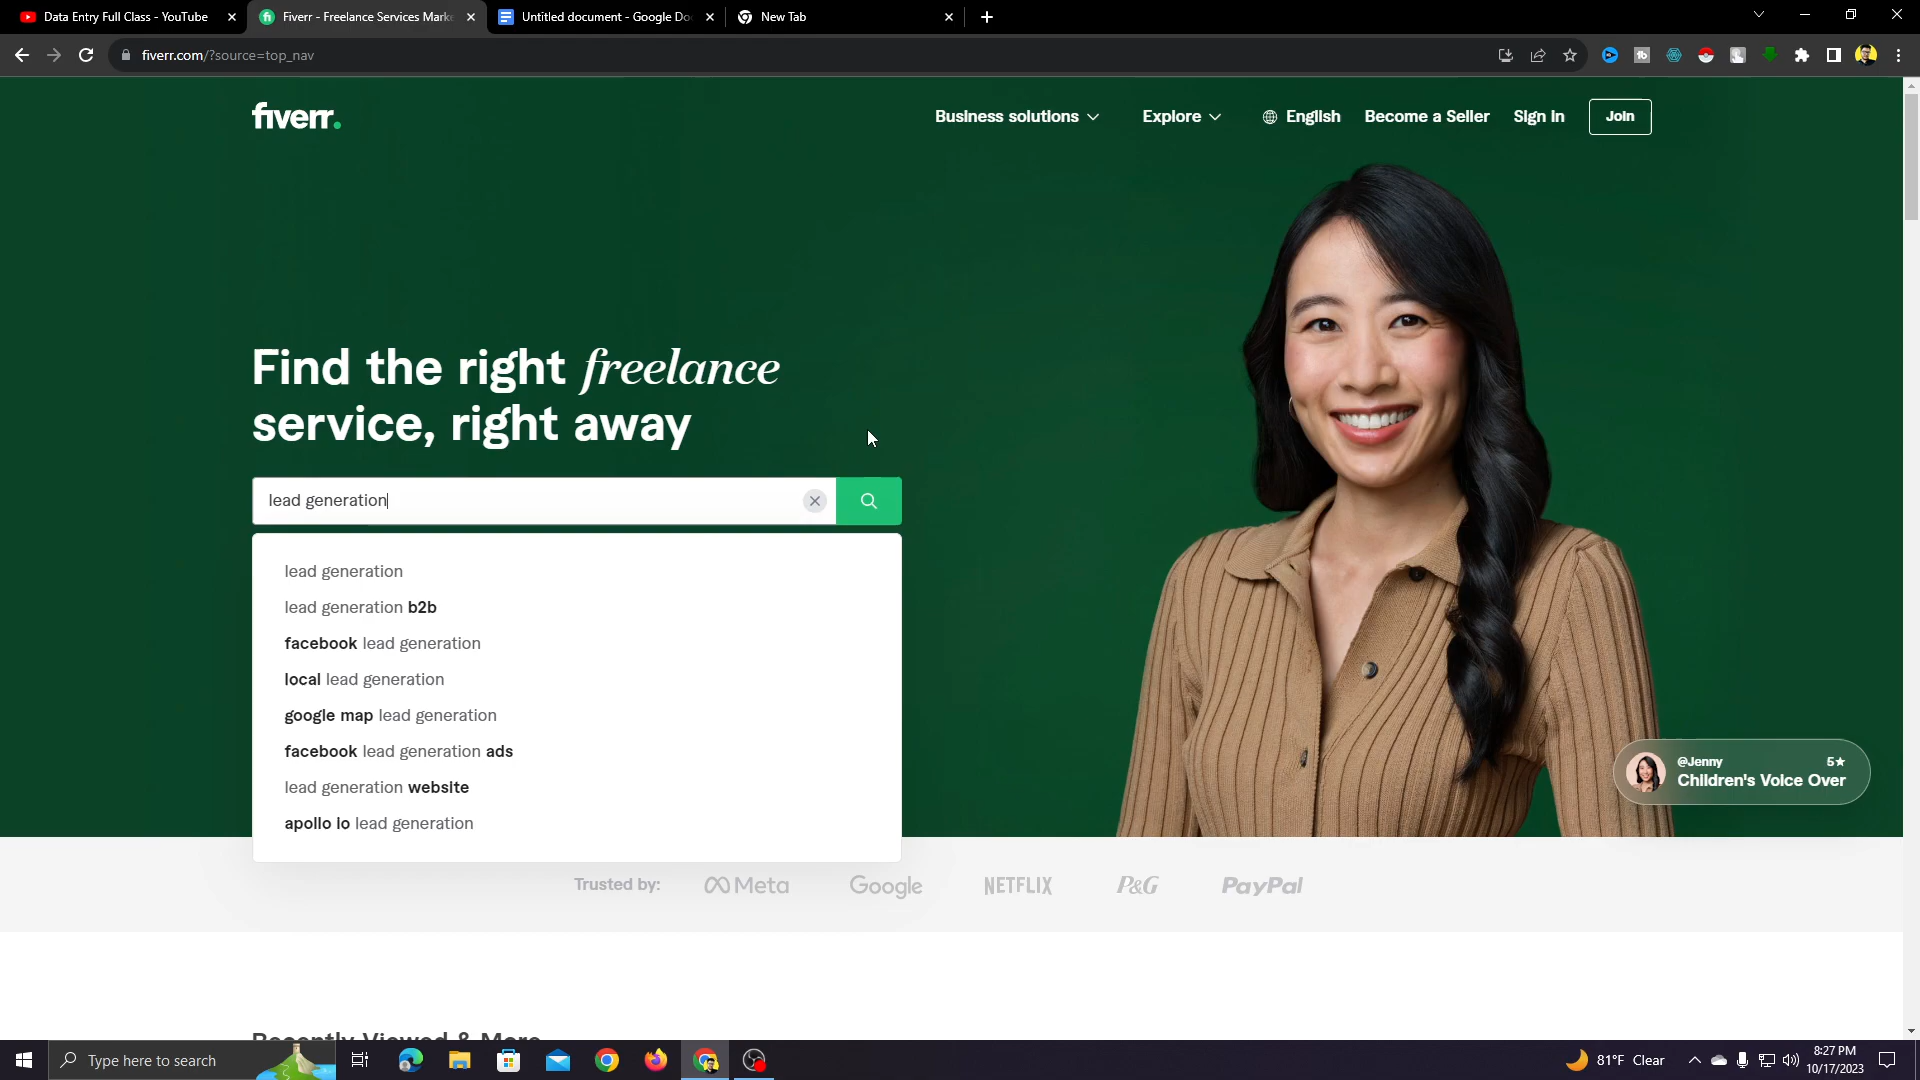 Data Entry Full Class - YouTube
Fiverr - Freelance Services Marke
Untitled document - Google Do
New Tab
fiverr.com/?source=top_nav
fiverr.
Business solutions
Explore
English
Become a Seller
Sign in
Join
Find the right freelance
service, right away
lead generation
lead generation
lead generation b2b
facebook lead generation
local lead generation
google map lead generation
facebook lead generation ads
lead generation website
apollo io lead generation
@Jenny 5★
Children's Voice Over
Trusted by:
Meta
Google
NETFLIX
P&G
PayPal
Recently Viewed & More
Type here to search
81°F Clear
8:27 PM
10/17/2023